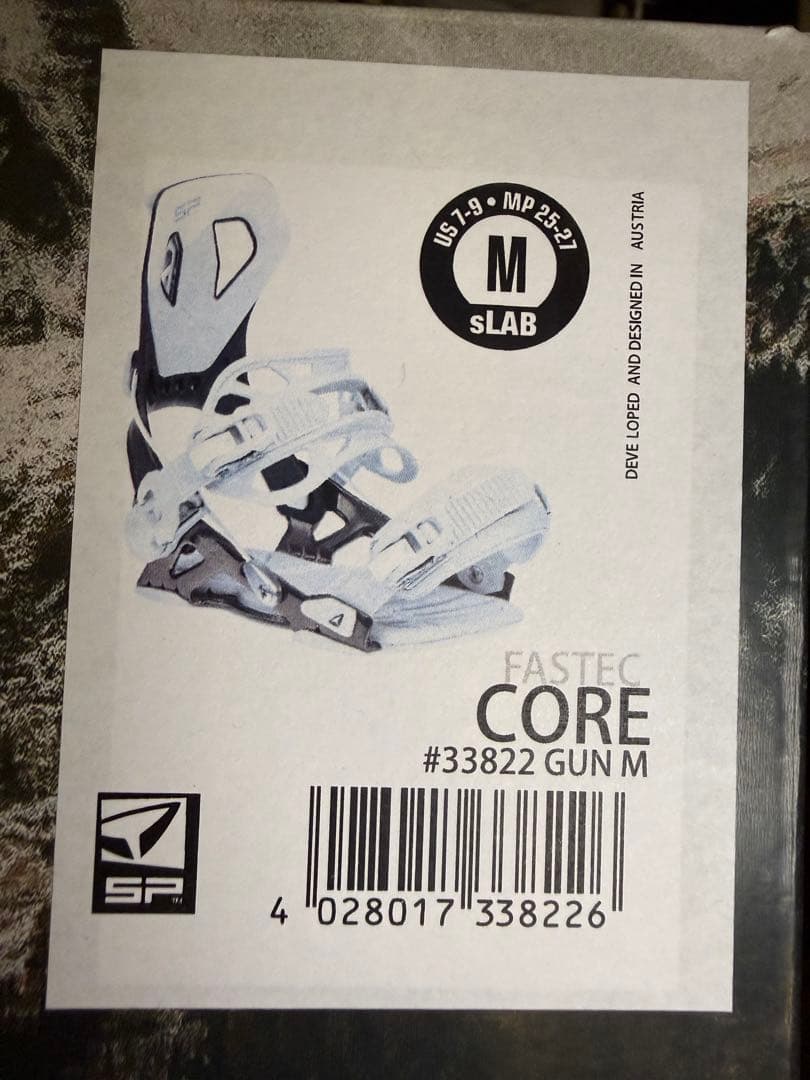 SP
US 7-9 • MP 25-27
M
sLAB
DEVE LOPED AND DESIGNED IN AUSTRIA
FASTEC
CORE
#33822 GUN M
SP™
4 028017 338226